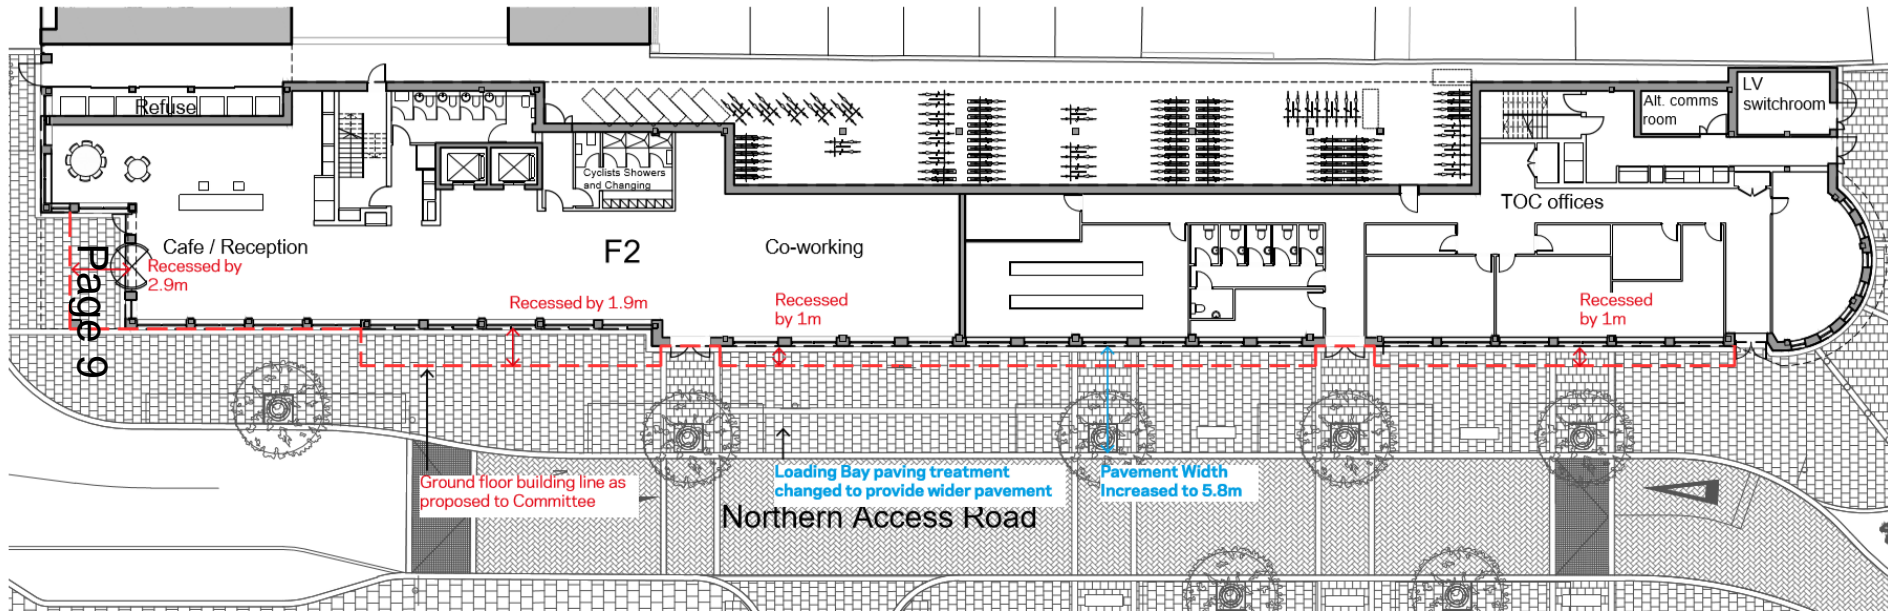 Refuse
LV
switchroom
Alt. comms
room
Cyclists Showers
and Changing
TOC offices
Cafe / Reception
F2
Co-working
Page 9
Recessed by
2.9m
Recessed by 1.9m
Recessed
by 1m
Recessed
by 1m
Ground floor building line as
proposed to Committee
Loading Bay paving treatment
changed to provide wider pavement
Pavement Width
Increased to 5.8m
Northern Access Road